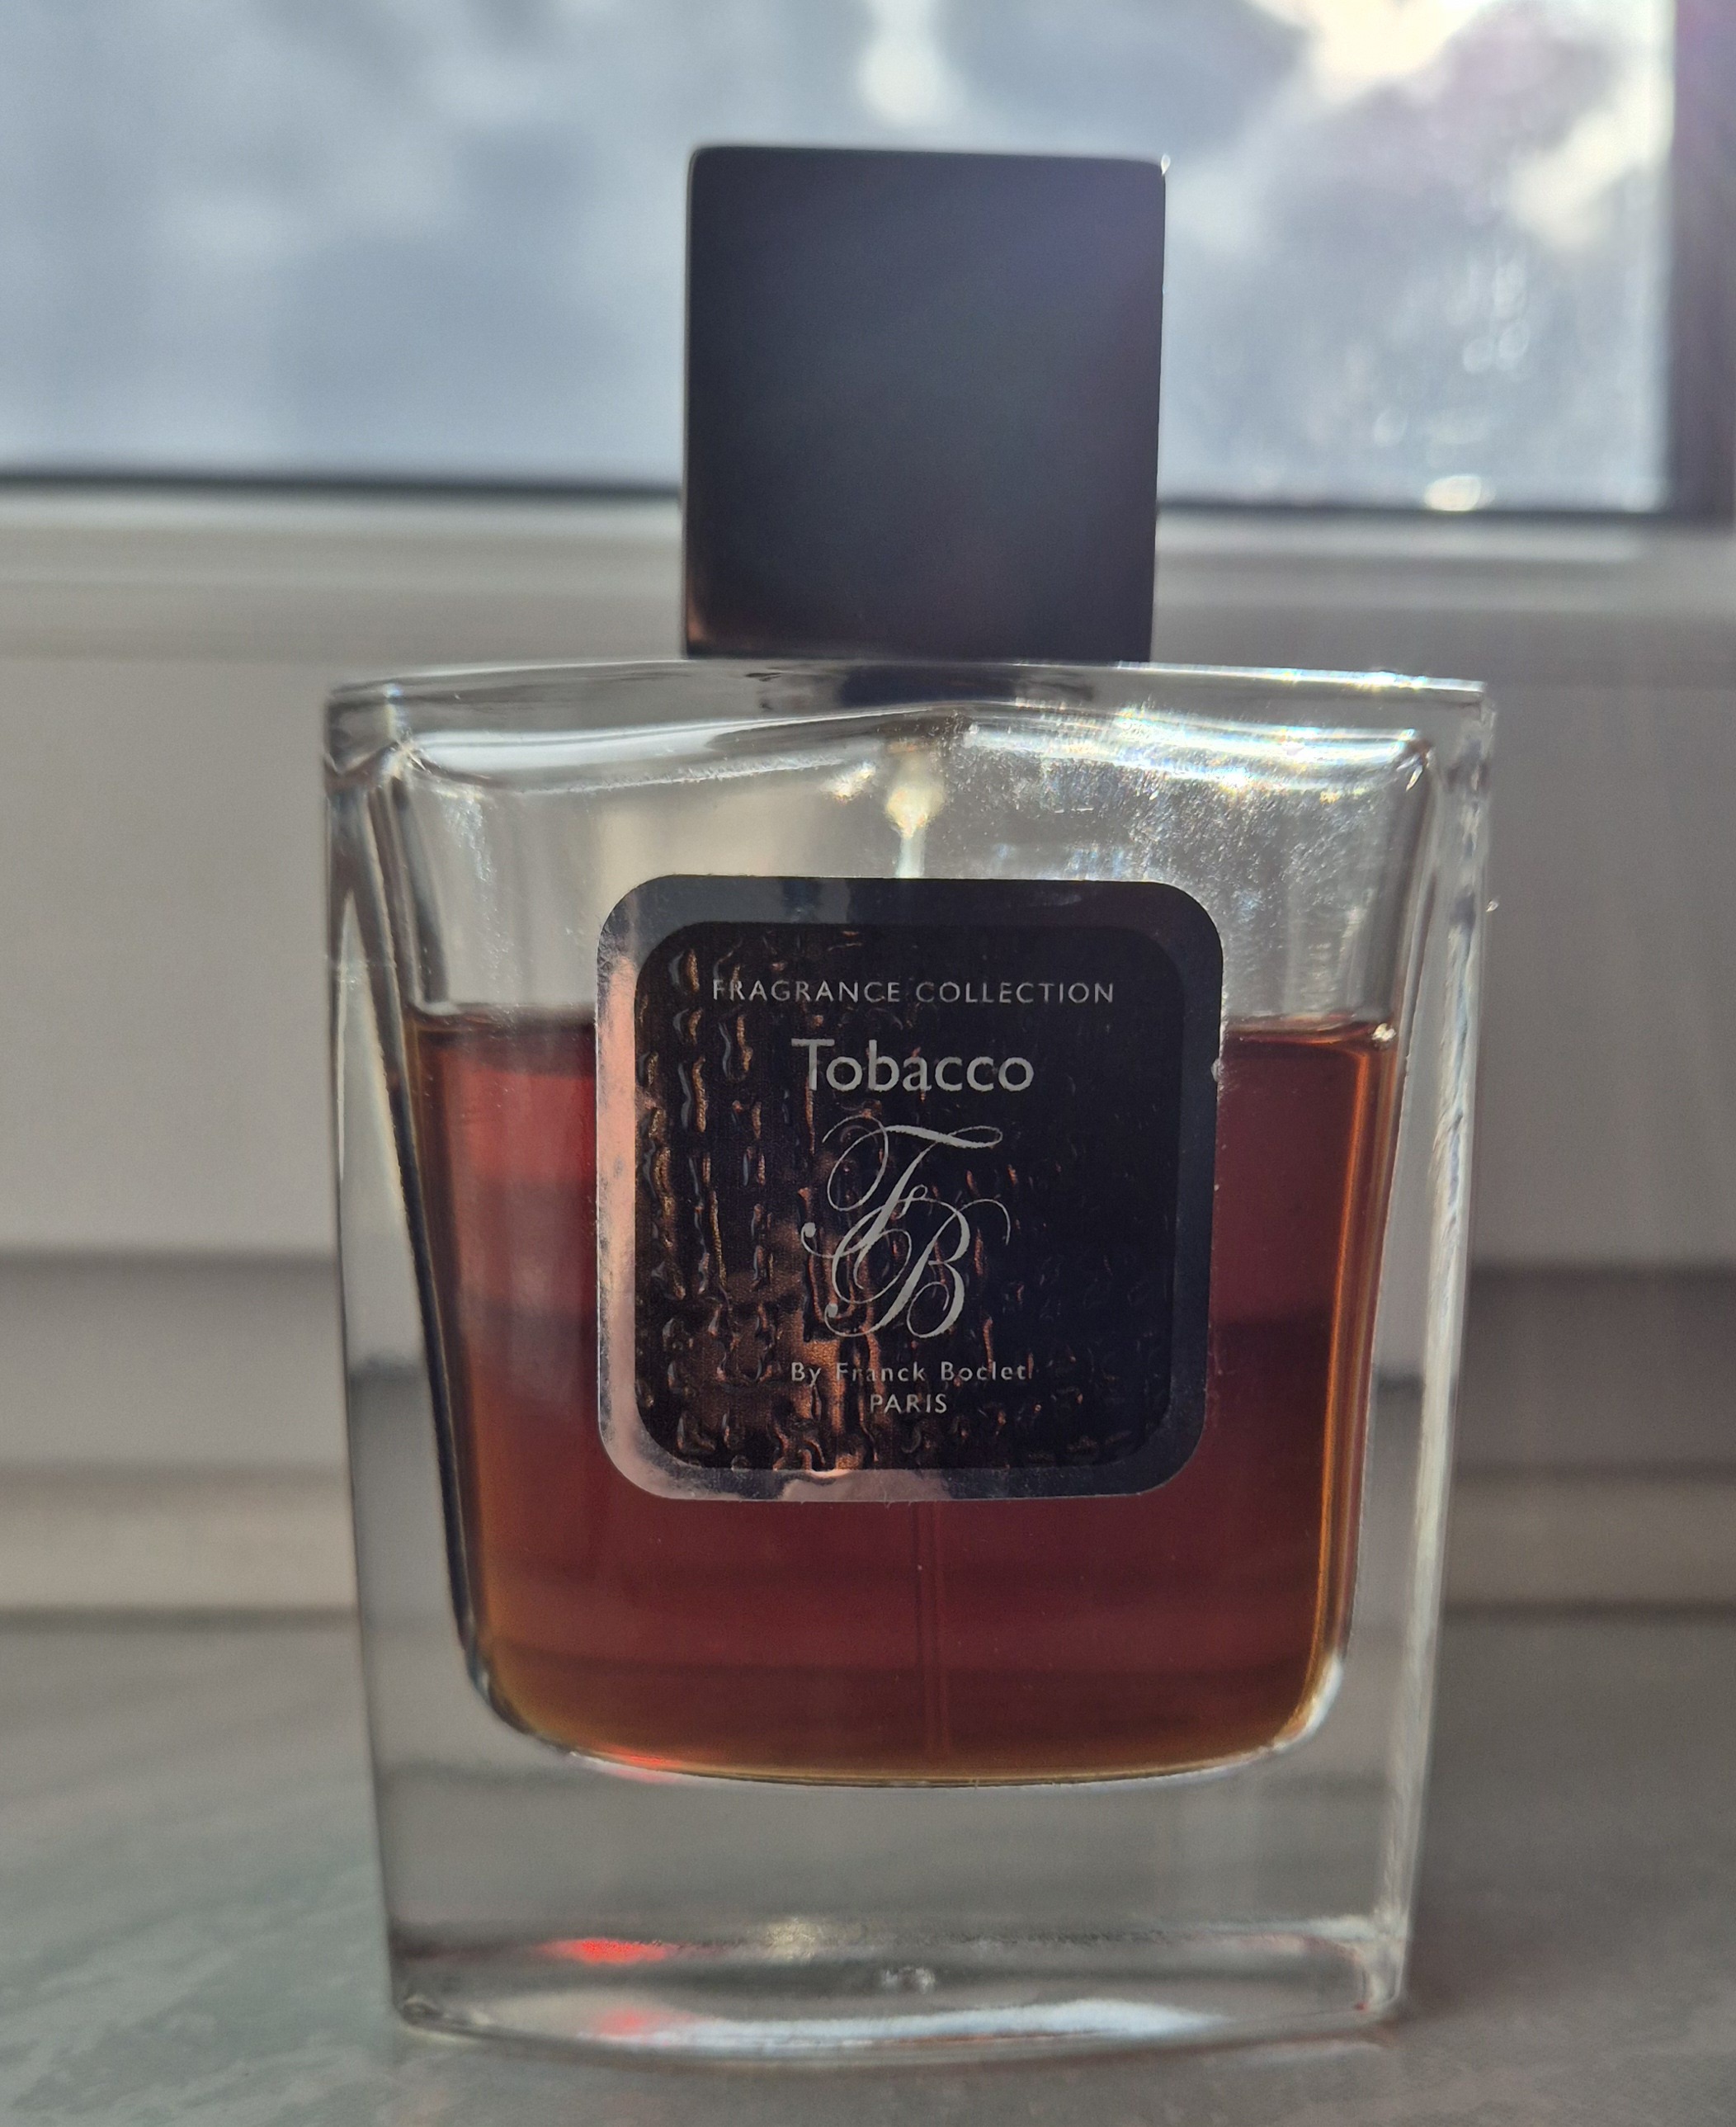 FRAGRANCE COLLECTION
Tobacco
FB
By Franck Boclet
PARIS